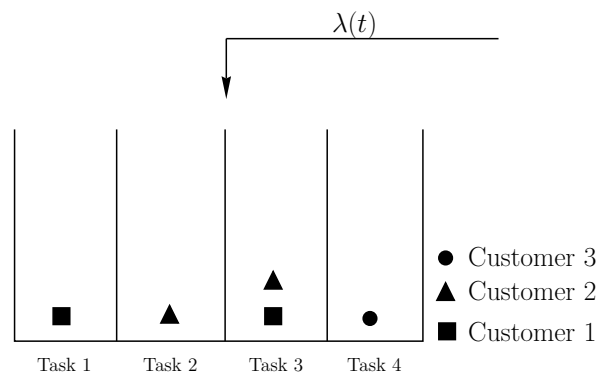 λ(t)
Customer 3
Customer 2
Customer 1
Task 1 Task 2 Task 3 Task 4